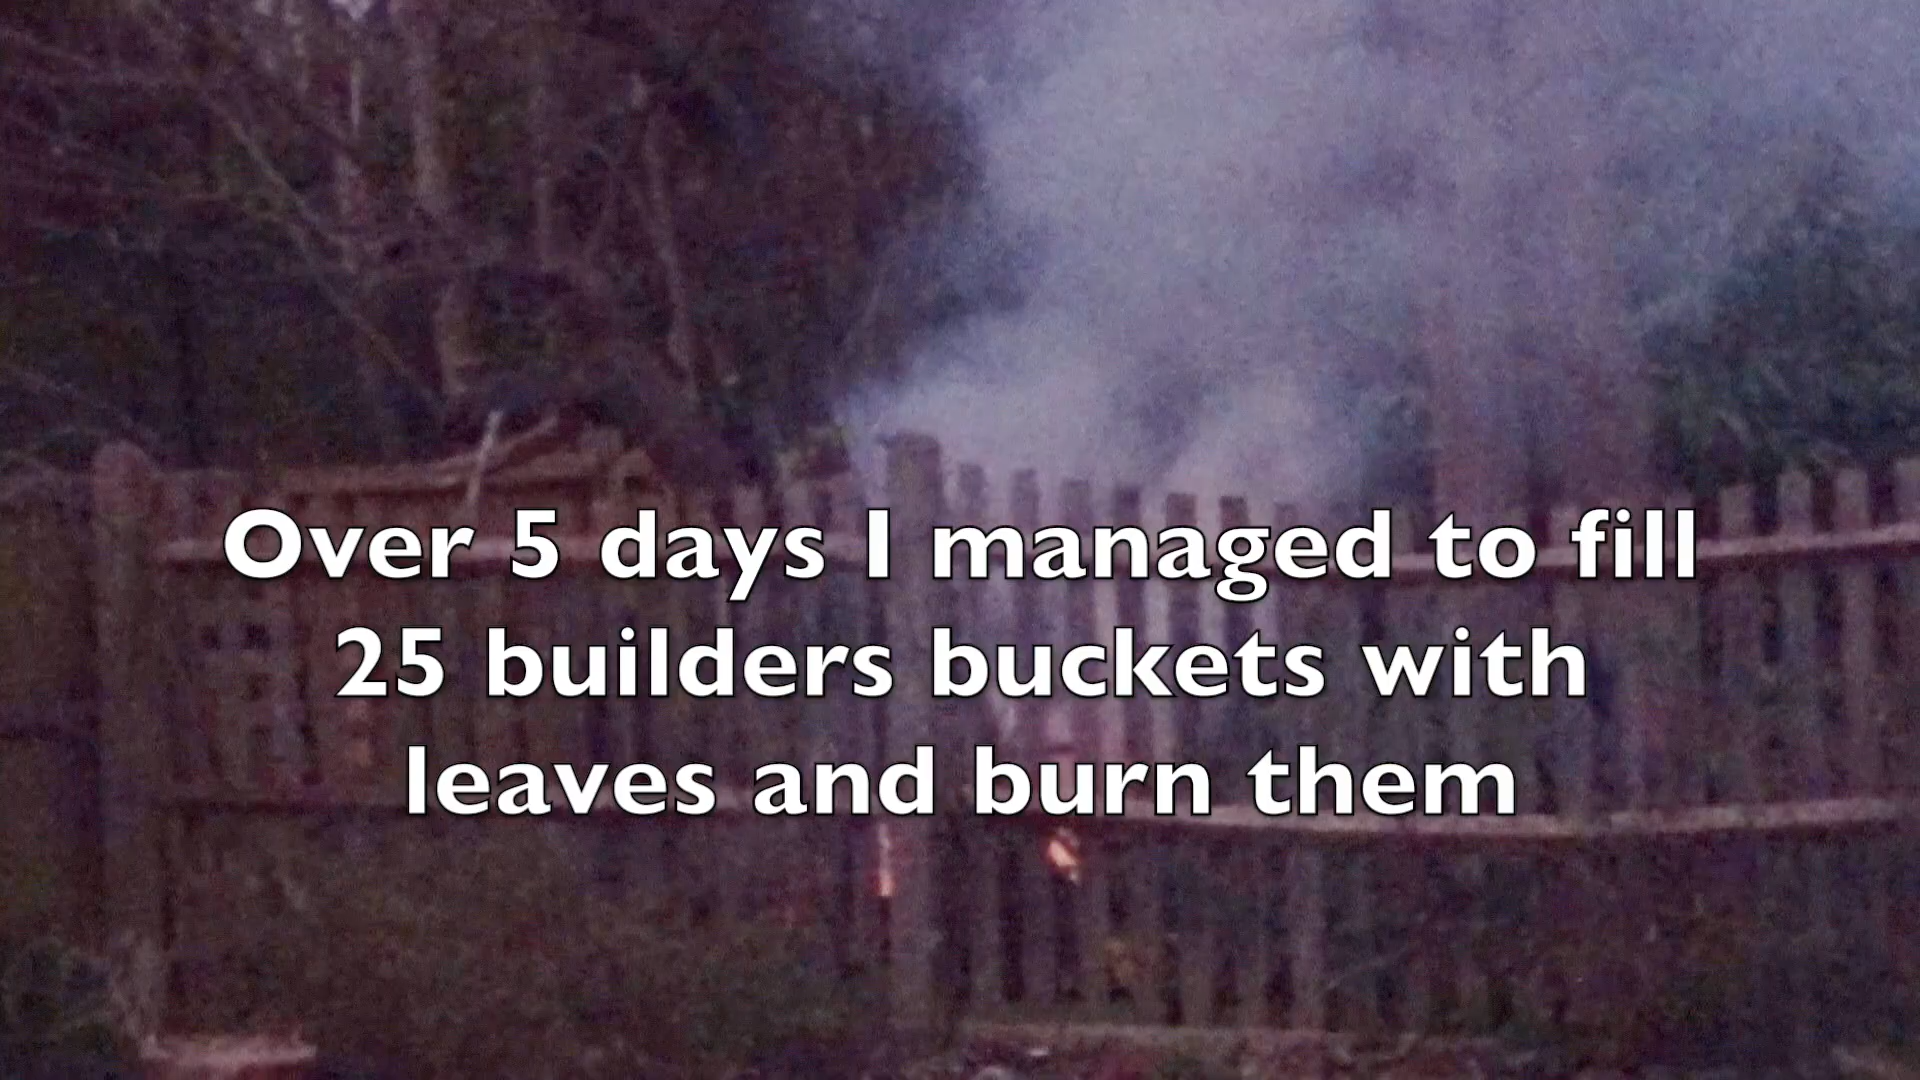 Over 5 days I managed to fill
25 builders buckets with
leaves and burn them